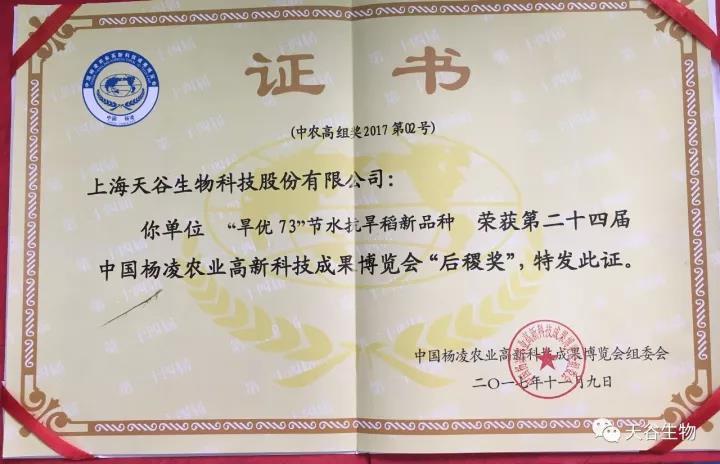 证书
(中农高组奖2017第02号)
上海天谷生物科技股份有限公司：
你单位 “旱优73”节水抗旱稻新品种 荣获第二十四届
中国杨凌农业高新科技成果博览会“后稷奖”，特发此证。
中国杨凌农业高新科技成果博览会组委会
二〇一七年十一月九日
中国 杨凌
天谷生物